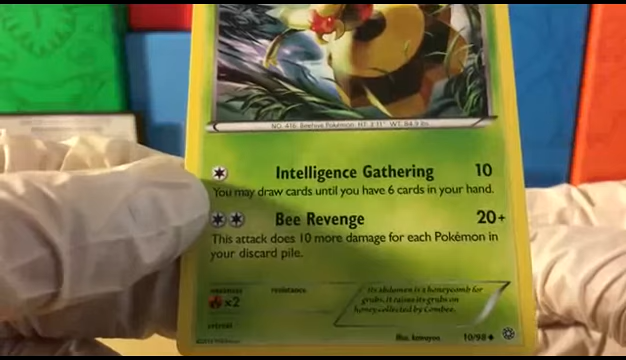 NO. 416 Beehive Pokémon HT: 3'11" WT: 84.9 lbs.
Intelligence Gathering 10
You may draw cards until you have 6 cards in your hand.
Bee Revenge 20+
This attack does 10 more damage for each Pokémon in
your discard pile.
weakness resistance
×2
Its abdomen is a honeycomb for
grubs. It raises its grubs on
honey collected by Combee.
retreat
Illus. kawayoo 10/98